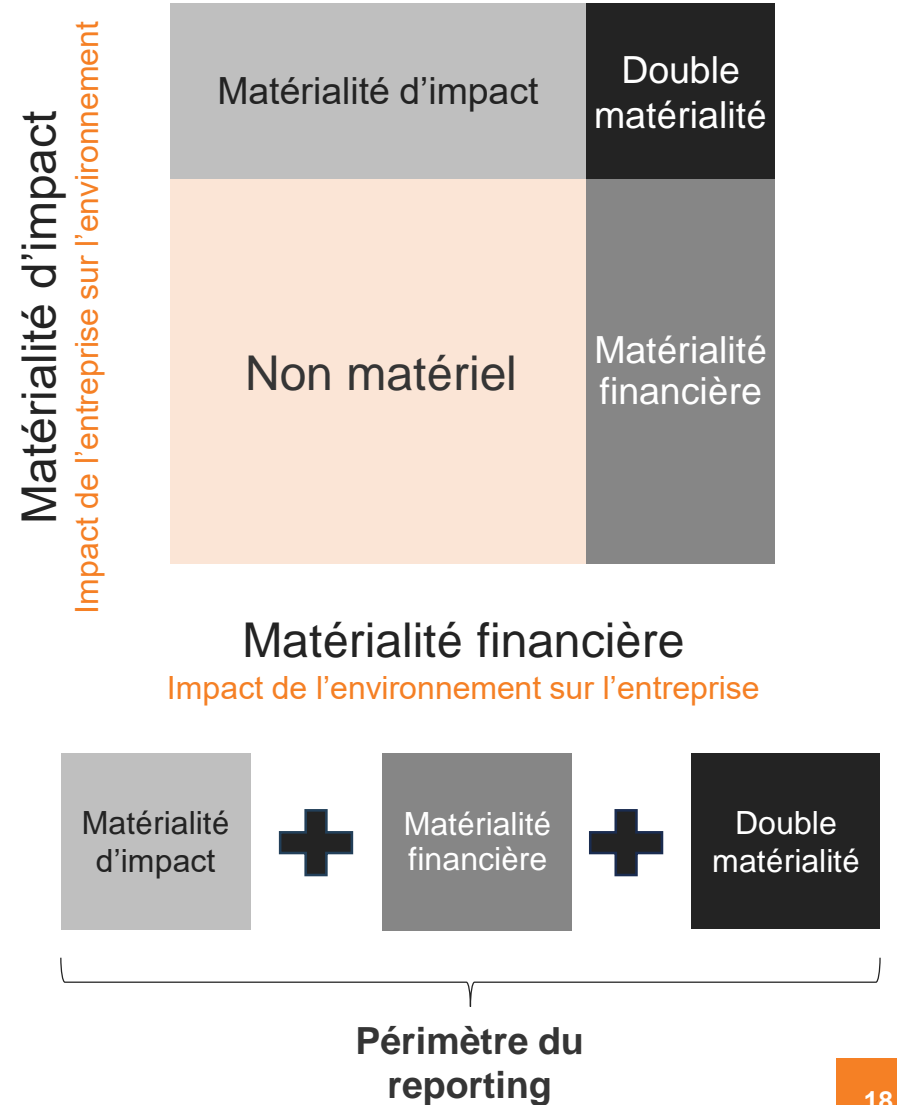 Matérialité d'impact
Impact de l'entreprise sur l'environnement
Matérialité d'impact
Double
matérialité
Non matériel
Matérialité
financière
Matérialité financière
Impact de l'environnement sur l'entreprise
Matérialité
d'impact
Matérialité
financière
Double
matérialité
Périmètre du
reporting
18